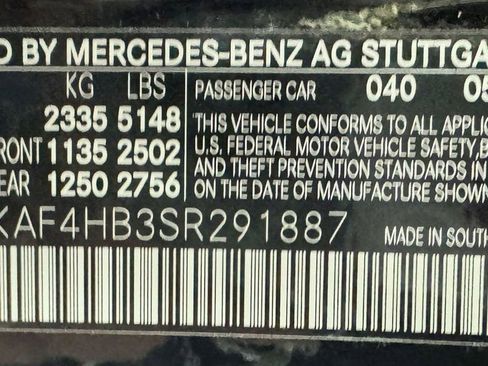 D BY MERCEDES-BENZ AG STUTTGA
KG LBS PASSENGER CAR 040 05
2335 5148 THIS VEHICLE CONFORMS TO ALL APPLIC
FRONT 1135 2502 U.S. FEDERAL MOTOR VEHICLE SAFETY, B
EAR 1250 2756 AND THEFT PREVENTION STANDARDS IN
ON THE DATE OF MANUFACTURE SHOWN
KAF4HB3SR291887 MADE IN SOUTH